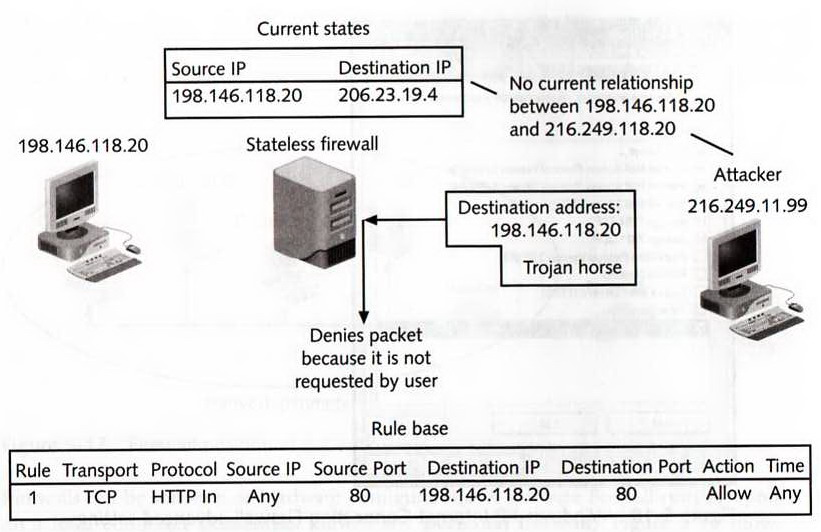 Current states
Source IP Destination IP
198.146.118.20 206.23.19.4
No current relationship
between 198.146.118.20
and 216.249.118.20
198.146.118.20
Stateless firewall
Attacker
216.249.11.99
Destination address:
198.146.118.20
Trojan horse
Denies packet
because it is not
requested by user
Rule base
Rule Transport Protocol Source IP Source Port Destination IP Destination Port Action Time
1 TCP HTTP In Any 80 198.146.118.20 80 Allow Any